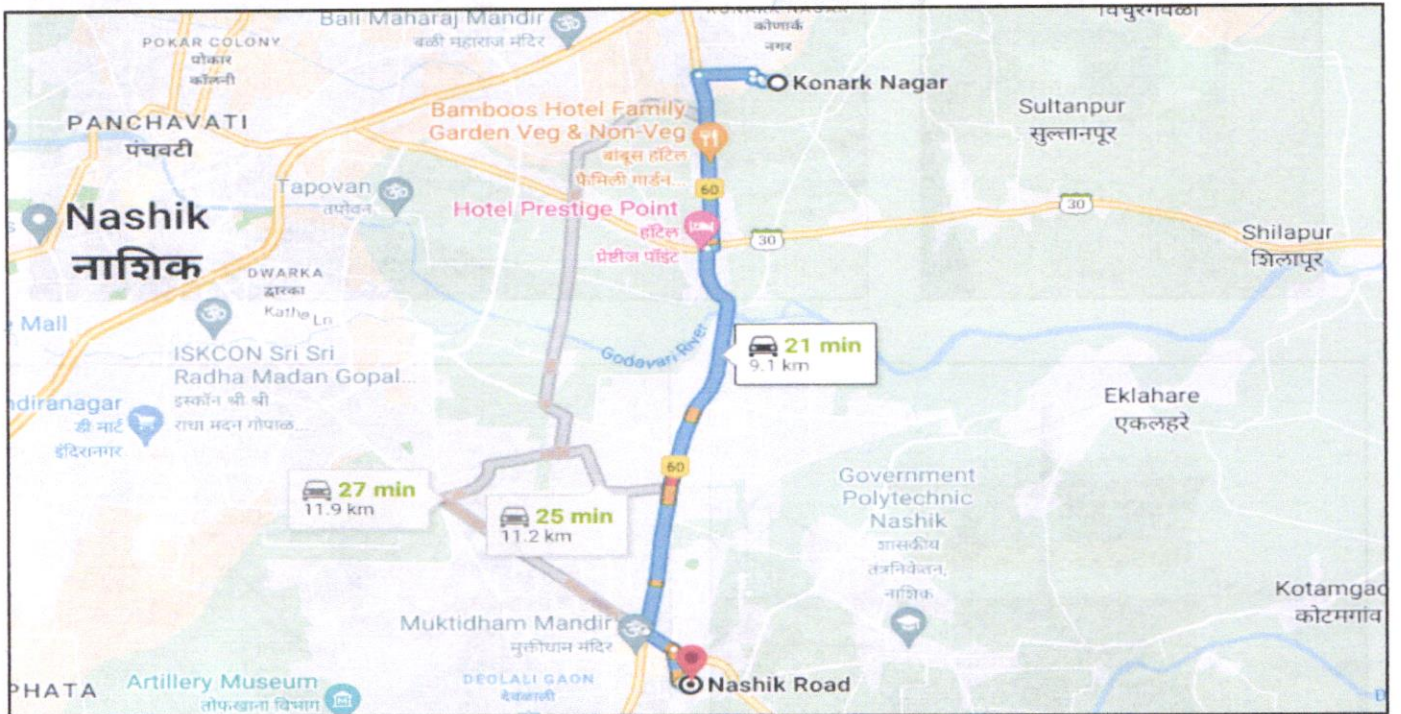 Bali Maharaj Mandir
बळी महाराज मंदिर
कोणार्क
नगर
POKAR COLONY
पोकार
कॉलनी
Konark Nagar
Bamboos Hotel Family
Garden Veg & Non-Veg
बांबूस हॉटेल
फॅमिली गार्डन...
Sultanpur
सुल्तानपूर
PANCHAVATI
पंचवटी
Tapovan
तपोवन
60
Hotel Prestige Point
हॉटेल
प्रेष्टीज पॉइंट
30
30
Shilapur
शिलापूर
Nashik
नाशिक
DWARKA
द्वारका
Kathe Ln
Mall
ISKCON Sri Sri
Radha Madan Gopal...
इस्कॉन श्री श्री
राधा मदन गोपाळ...
Godavari River
21 min
9.1 km
ndiranagar
डी मार्ट
इंदिरानगर
Eklahare
एकलहरे
60
27 min
11.9 km
25 min
11.2 km
Government
Polytechnic
Nashik
शासकीय
तंत्रनिकेतन,
नाशिक
Kotamgao
कोटमगांव
Muktidham Mandir
मुक्तीधाम मंदिर
Nashik Road
DEOLALI GAON
देवळाली
PHATA
Artillery Museum
तोफखाना विभाग